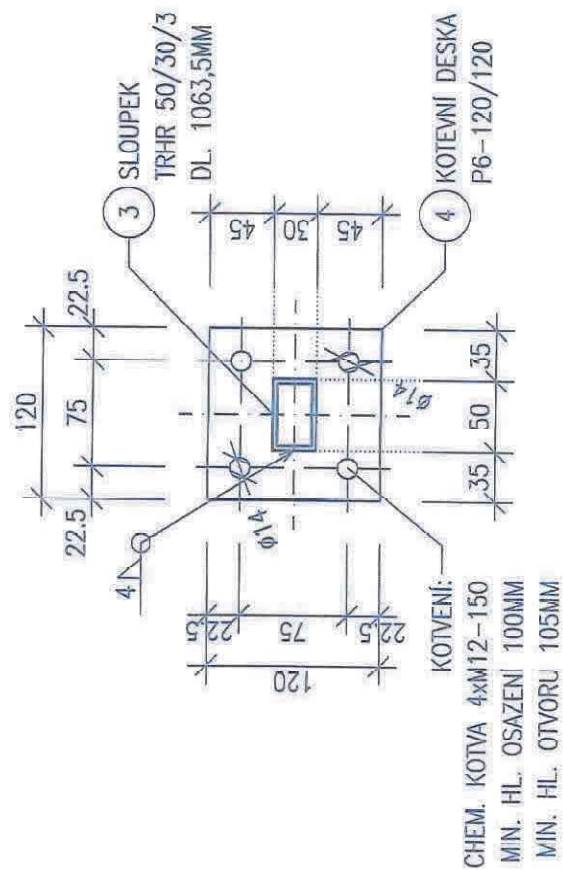 3
SLOUPEK
TRHR 50/30/3
DL. 1063,5MM
120
22.5
75
22.5
4
ϕ14
45
30
45
22.5
75
22.5
120
Ø14
35
50
35
4
KOTEVNÍ DESKA
P6-120/120
KOTVENÍ:
CHEM. KOTVA 4xM12-150
MIN. HL. OSAZENÍ 100MM
MIN. HL. OTVORU 105MM